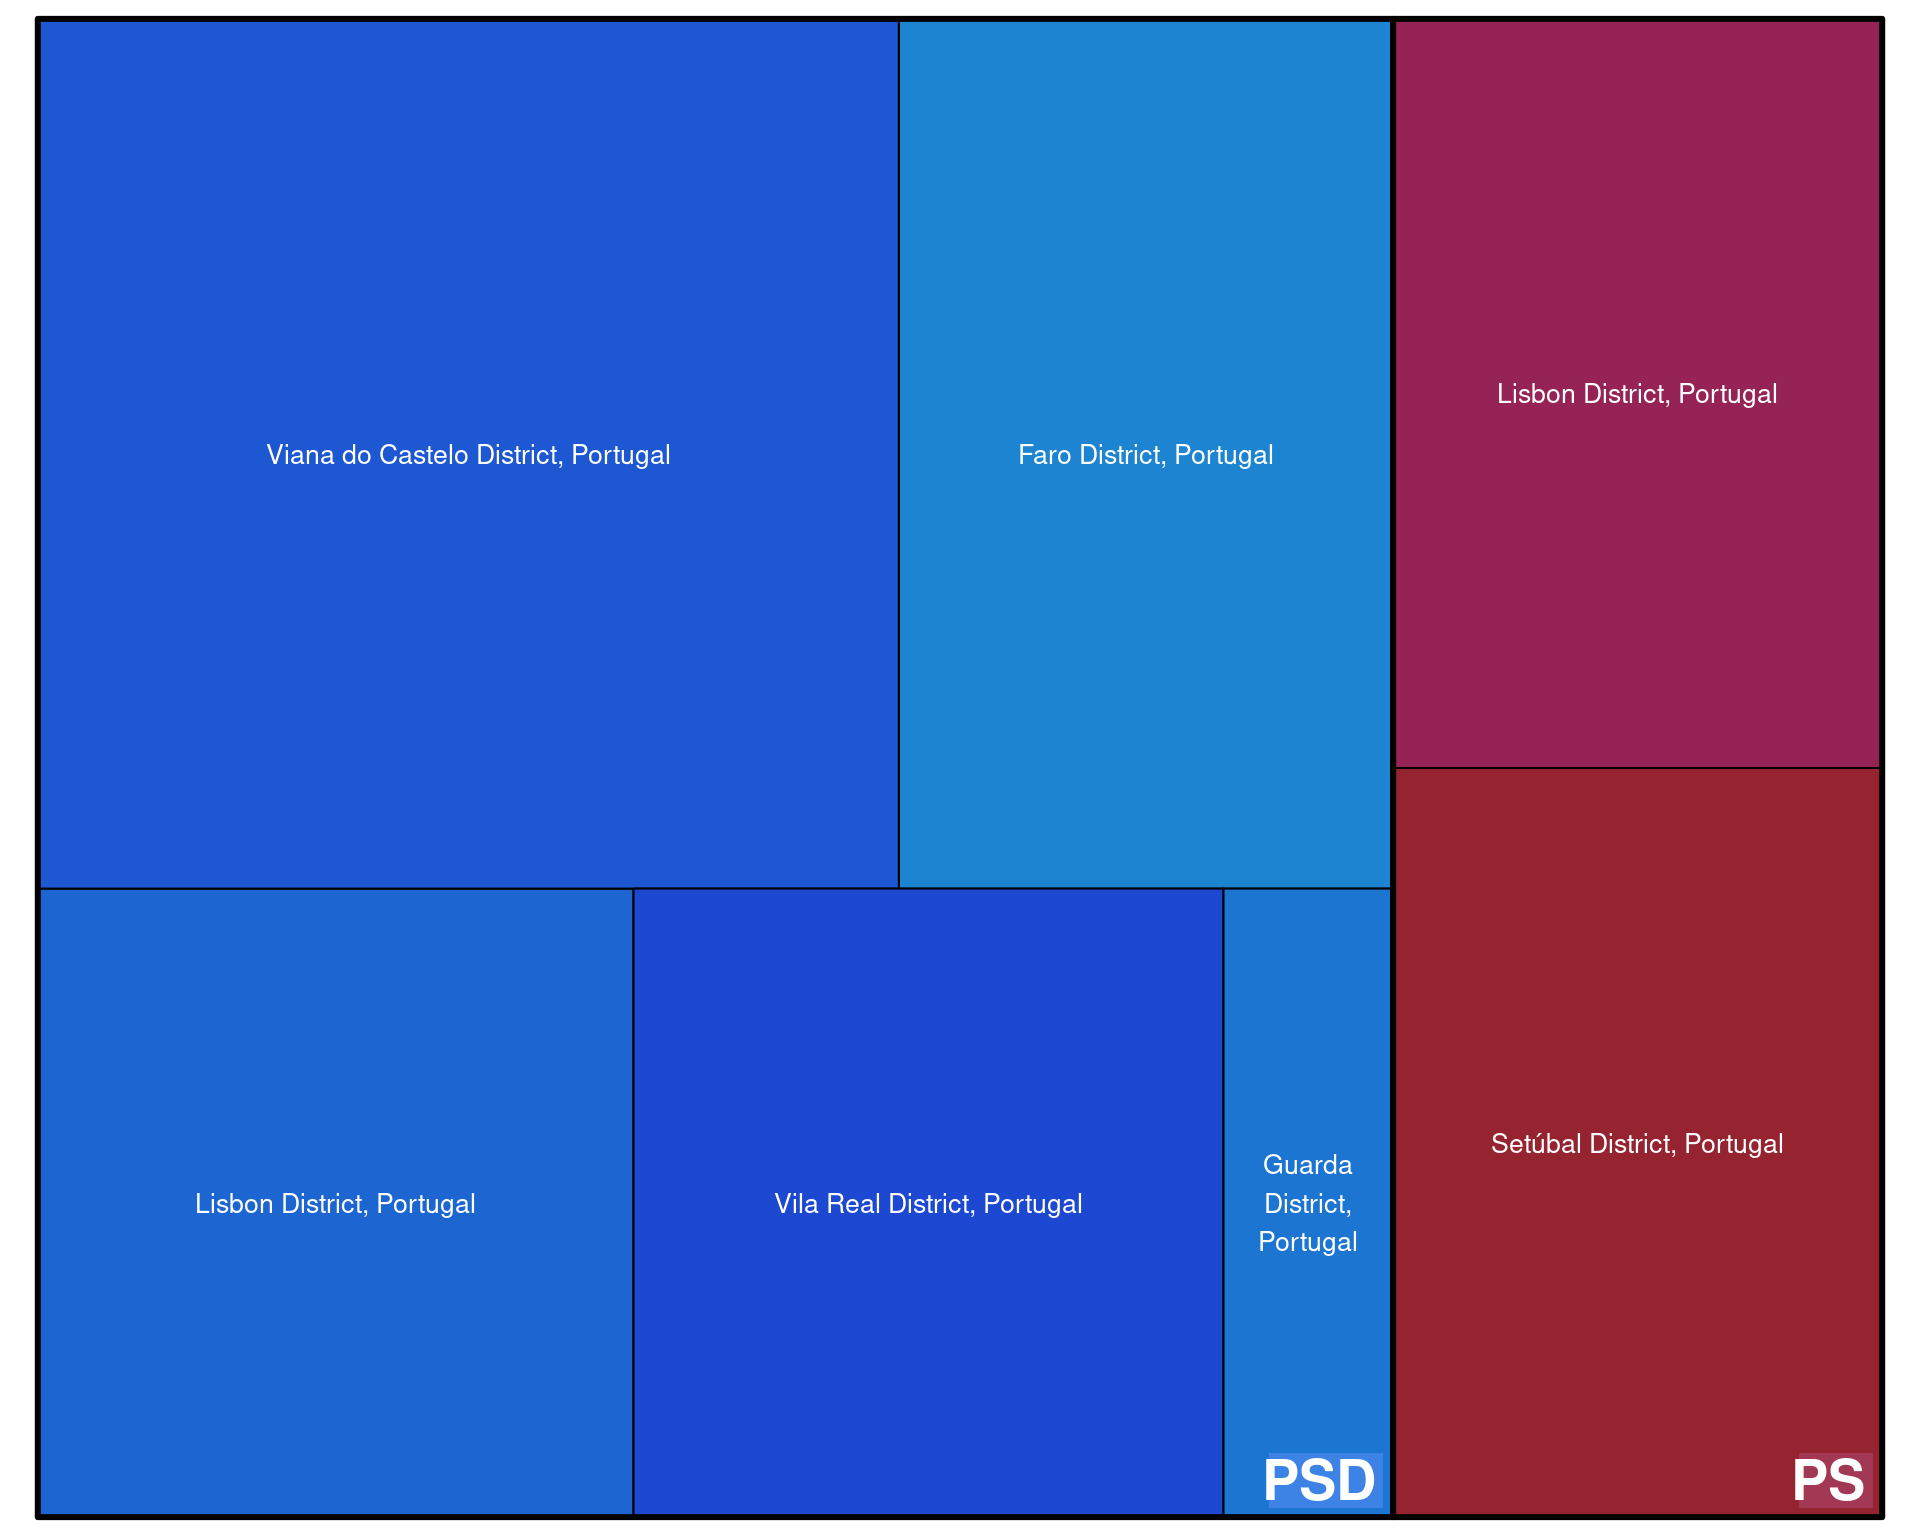 Viana do Castelo District, Portugal
Faro District, Portugal
Lisbon District, Portugal
Lisbon District, Portugal
Vila Real District, Portugal
Guarda
District,
Portugal
Setúbal District, Portugal
PSD
PS